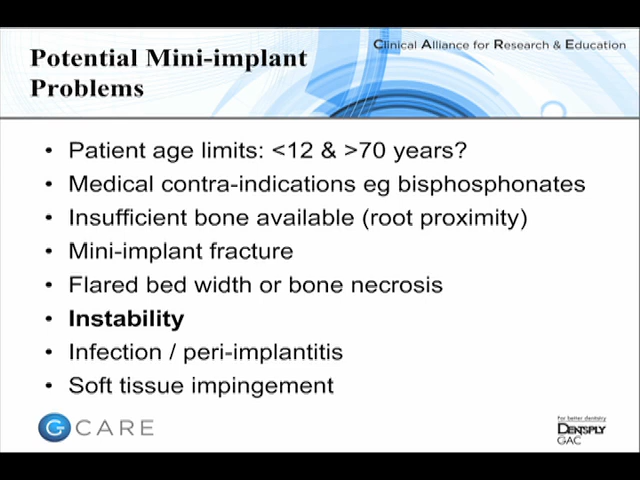 Clinical Alliance for Research & Education
Potential Mini-implant
Problems
• Patient age limits: <12 & >70 years?
• Medical contra-indications eg bisphosphonates
• Insufficient bone available (root proximity)
• Mini-implant fracture
• Flared bed width or bone necrosis
• Instability
• Infection / peri-implantitis
• Soft tissue impingement
G CARE
For better dentistry
DENTSPLY
GAC